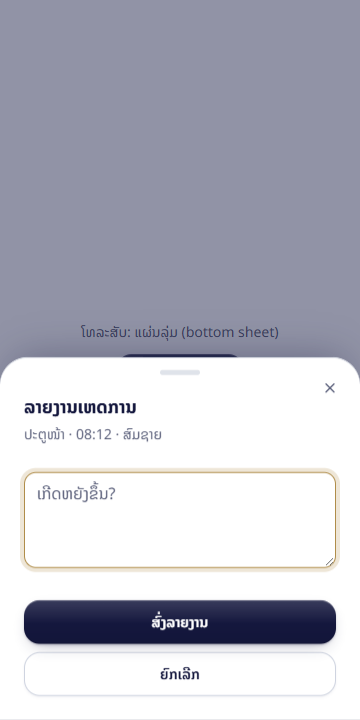 ໂທລະສັບ: ແຜ່ນລຸ່ມ (bottom sheet)
ລາຍງານເຫດການ
ປະຕູໜ້າ · 08:12 · ສົມຊາຍ
ເກີດຫຍັງຂຶ້ນ?
ສົ່ງລາຍງານ
ຍົກເລີກ